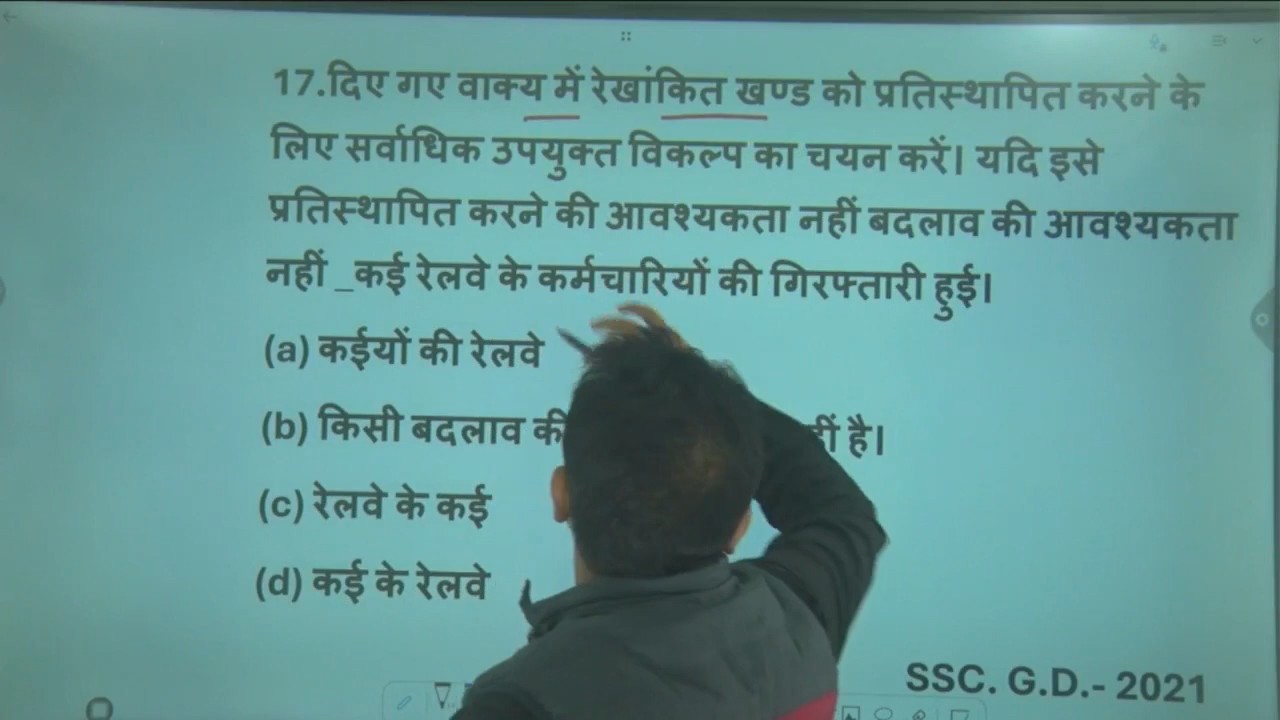 17.दिए गए वाक्य में रेखांकित खण्ड को प्रतिस्थापित करने के
लिए सर्वाधिक उपयुक्त विकल्प का चयन करें। यदि इसे
प्रतिस्थापित करने की आवश्यकता नहीं बदलाव की आवश्यकता
नहीं _कई रेलवे के कर्मचारियों की गिरफ्तारी हुई।
(a) कईयों की रेलवे
(b) किसी बदलाव की है।
(c) रेलवे के कई
(d) कई के रेलवे
SSC. G.D.- 2021